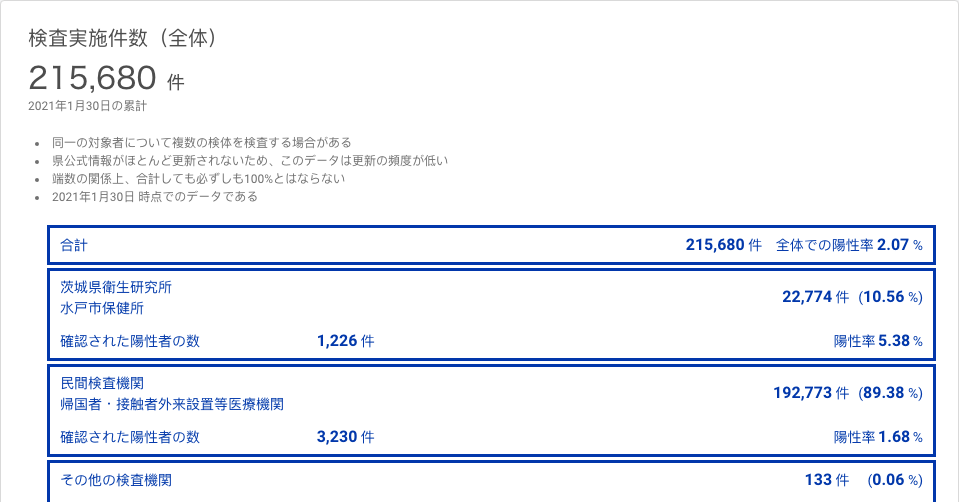 検査実施件数（全体）
215,680 件
2021年1月30日の累計
• 同一の対象者について複数の検体を検査する場合がある
• 県公式情報がほとんど更新されないため、このデータは更新の頻度が低い
• 端数の関係上、合計しても必ずしも100%とはならない
• 2021年1月30日 時点でのデータである
合計 215,680 件 全体での陽性率 2.07 %
茨城県衛生研究所
水戸市保健所
22,774 件 (10.56 %)
確認された陽性者の数 1,226 件 陽性率 5.38 %
民間検査機関
帰国者・接触者外来設置等医療機関
192,773 件 (89.38 %)
確認された陽性者の数 3,230 件 陽性率 1.68 %
その他の検査機関 133 件 (0.06 %)